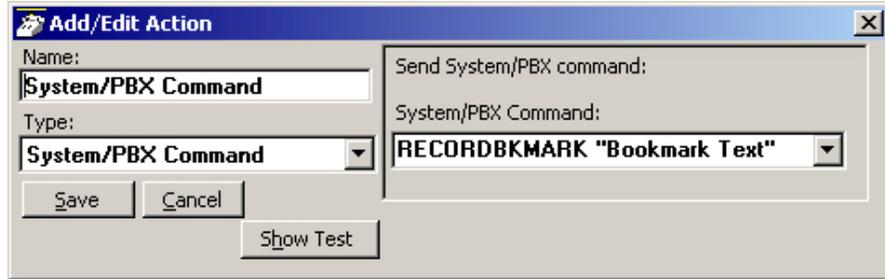 Add/Edit Action
Name:
System/PBX Command
Type:
System/PBX Command
Save Cancel
Show Test
Send System/PBX command:
System/PBX Command:
RECORDBKMARK "Bookmark Text"